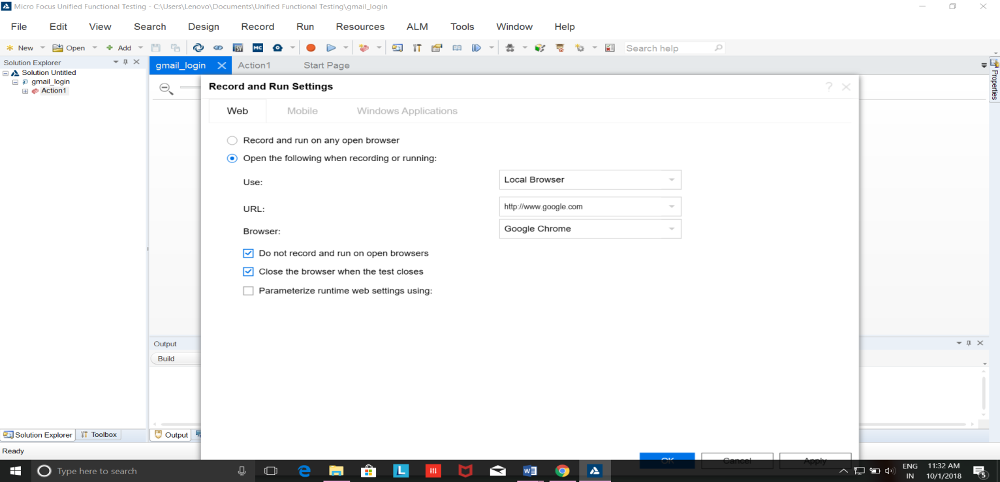 Micro Focus Unified Functional Testing - C:\Users\Lenovo\Documents\Unified Functional Testing\gmail_login
File Edit View Search Design Record Run Resources ALM Tools Window Help
New Open Add MC Search help
Solution Explorer
gmail_login Action1 Start Page
Solution Untitled
gmail_login
Action1
Properties
Record and Run Settings
Web Mobile Windows Applications
Record and run on any open browser
Open the following when recording or running:
Use: Local Browser
URL: http://www.google.com
Browser: Google Chrome
Do not record and run on open browsers
Close the browser when the test closes
Parameterize runtime web settings using:
Output
Build
Solution Explorer Toolbox Output
Ready
OK Cancel Apply
Type here to search
ENG 11:32 AM
IN 10/1/2018 5